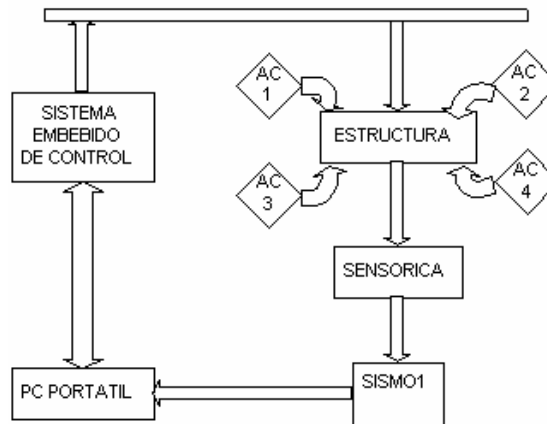 AC
1
AC
2
SISTEMA
EMBEBIDO
DE CONTROL
ESTRUCTURA
AC
3
AC
4
SENSORICA
PC PORTATIL
SISMO1